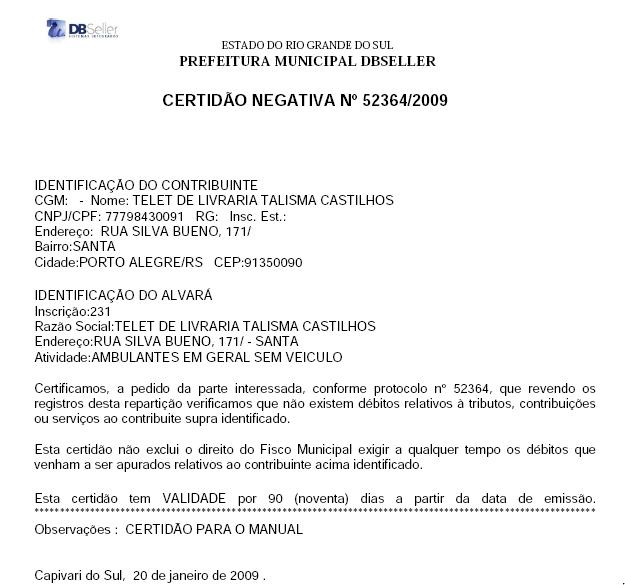 DBSeller
SISTEMAS INTEGRADOS
ESTADO DO RIO GRANDE DO SUL
PREFEITURA MUNICIPAL DBSELLER
CERTIDÃO NEGATIVA Nº 52364/2009
IDENTIFICAÇÃO DO CONTRIBUINTE
CGM: - Nome: TELET DE LIVRARIA TALISMA CASTILHOS
CNPJ/CPF: 77798430091 RG: Insc. Est.:
Endereço: RUA SILVA BUENO, 171/
Bairro:SANTA
Cidade:PORTO ALEGRE/RS CEP:91350090
IDENTIFICAÇÃO DO ALVARÁ
Inscrição:231
Razão Social:TELET DE LIVRARIA TALISMA CASTILHOS
Endereço:RUA SILVA BUENO, 171/ - SANTA
Atividade:AMBULANTES EM GERAL SEM VEICULO
Certificamos, a pedido da parte interessada, conforme protocolo nº 52364, que revendo os
registros desta repartição verificamos que não existem débitos relativos à tributos, contribuições
ou serviços ao contribuite supra identificado.
Esta certidão não exclui o direito do Fisco Municipal exigir a qualquer tempo os débitos que
venham a ser apurados relativos ao contribuinte acima identificado.
Esta certidão tem VALIDADE por 90 (noventa) dias a partir da data de emissão.
Observações : CERTIDÃO PARA O MANUAL
Capivari do Sul, 20 de janeiro de 2009 .